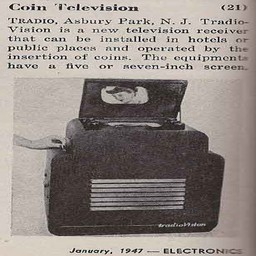 Coin Television (21)
TRADIO, Asbury Park, N. J. Tradio-
Vision is a new television receiver
that can be installed in hotels or
public places and operated by the
insertion of coins. The equipment
have a five or seven-inch screen.
tradioVision
January, 1947 — ELECTRONICS